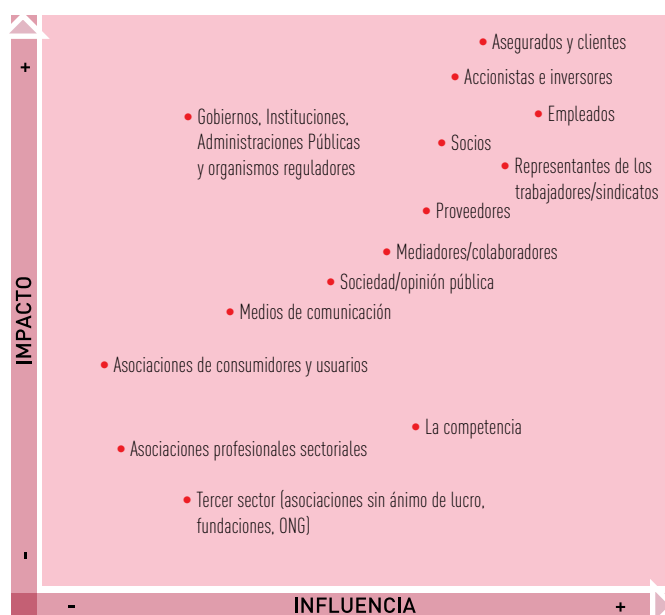 +
IMPACTO
-
• Asegurados y clientes
• Accionistas e inversores
• Empleados
• Gobiernos, Instituciones,
Administraciones Públicas
y organismos reguladores
• Socios
• Representantes de los
trabajadores/sindicatos
• Proveedores
• Mediadores/colaboradores
• Sociedad/opinión pública
• Medios de comunicación
• Asociaciones de consumidores y usuarios
• La competencia
• Asociaciones profesionales sectoriales
• Tercer sector (asociaciones sin ánimo de lucro,
fundaciones, ONG)
- INFLUENCIA +